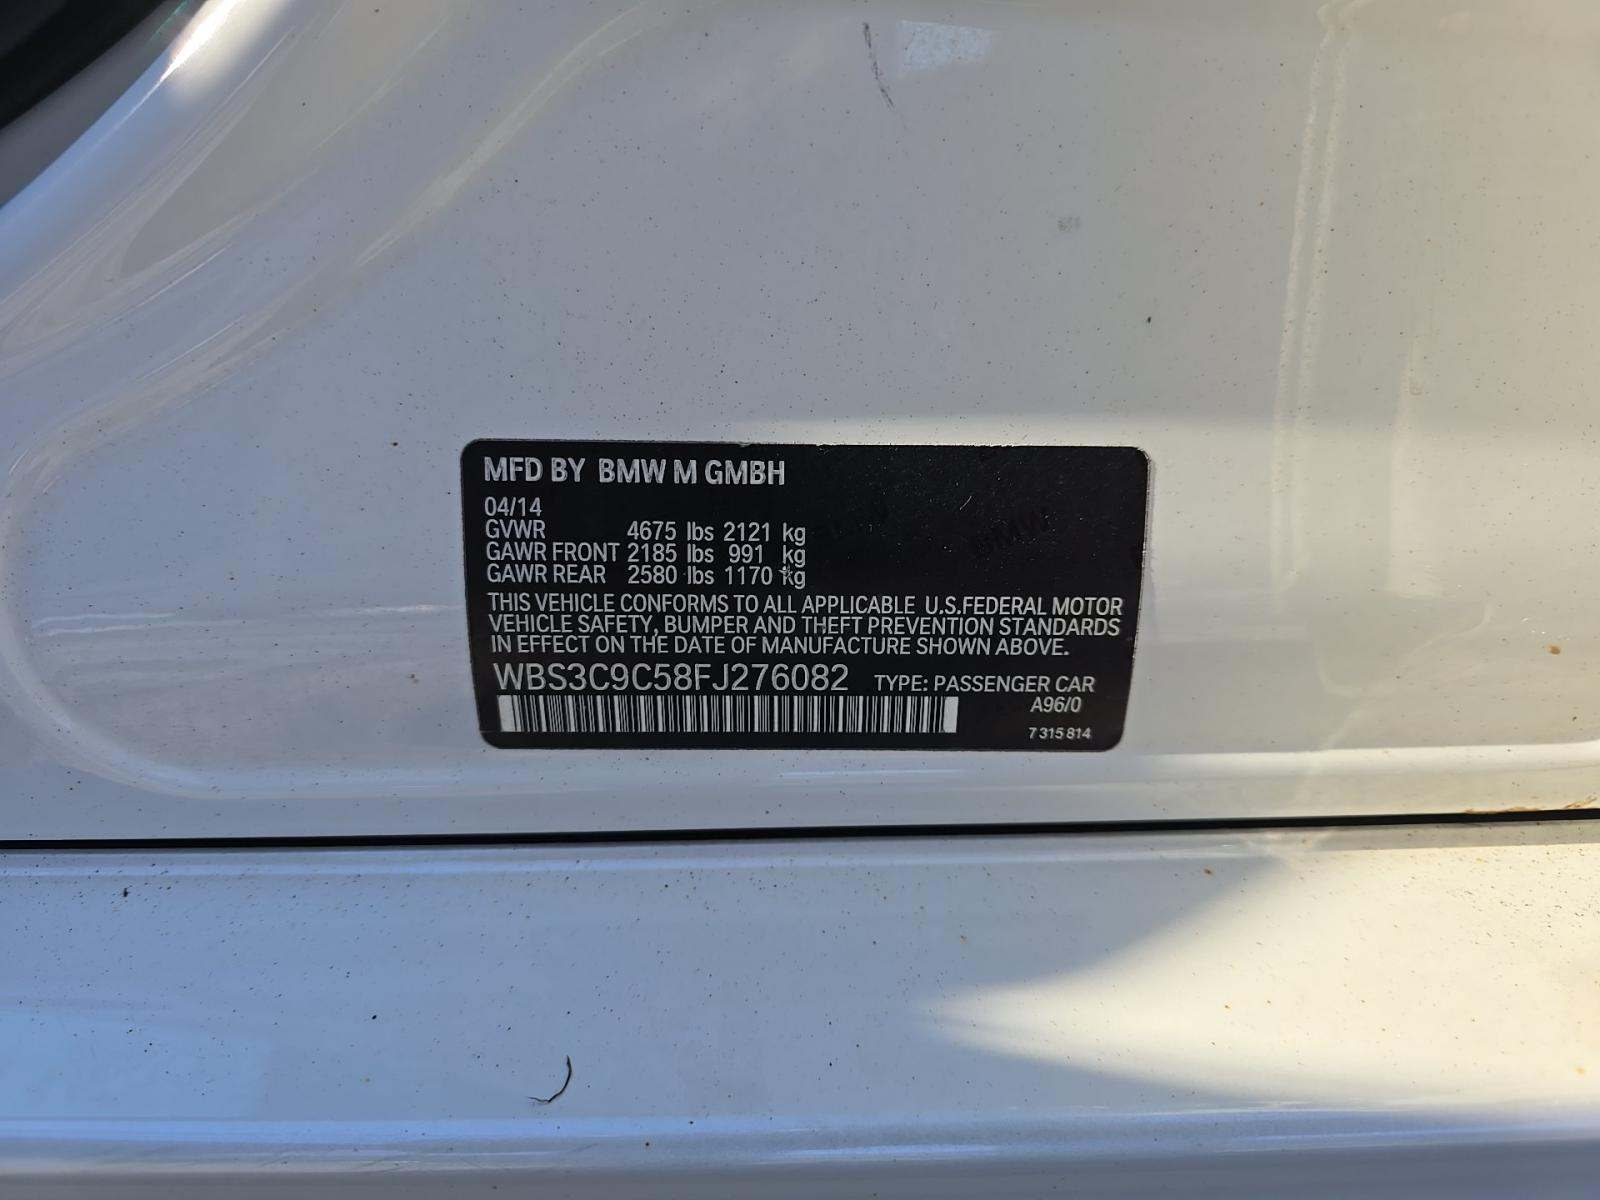 MFD BY BMW M GMBH
04/14
GVWR 4675 lbs 2121 kg
GAWR FRONT 2185 lbs 991 kg
GAWR REAR 2580 lbs 1170 kg
THIS VEHICLE CONFORMS TO ALL APPLICABLE U.S.FEDERAL MOTOR
VEHICLE SAFETY, BUMPER AND THEFT PREVENTION STANDARDS
IN EFFECT ON THE DATE OF MANUFACTURE SHOWN ABOVE.
WBS3C9C58FJ276082 TYPE: PASSENGER CAR
A96/0
7 315 814